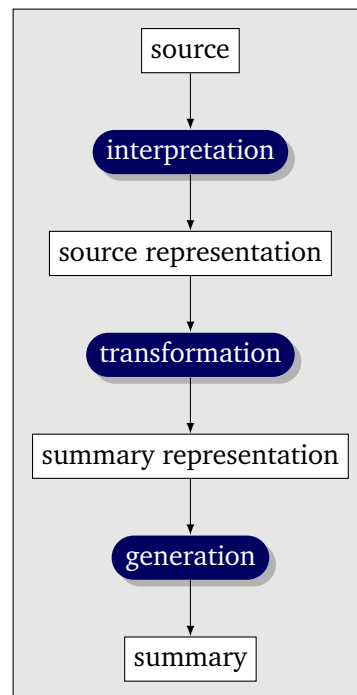 source
interpretation
source representation
transformation
summary representation
generation
summary